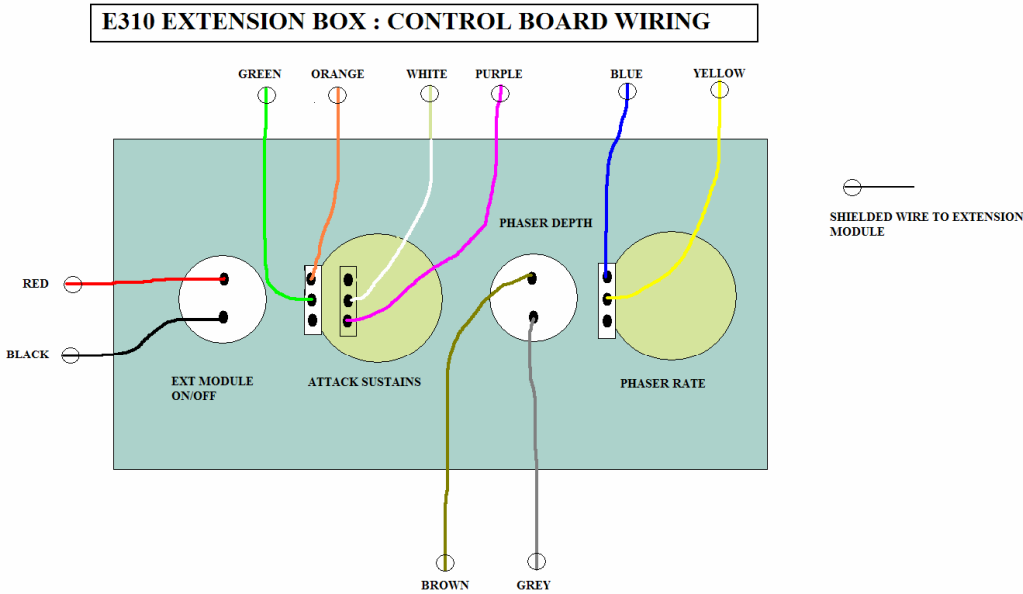 E310 EXTENSION BOX : CONTROL BOARD WIRING
GREEN
ORANGE
WHITE
PURPLE
BLUE
YELLOW
SHIELDED WIRE TO EXTENSION
MODULE
PHASER DEPTH
RED
BLACK
EXT MODULE
ON/OFF
ATTACK SUSTAINS
PHASER RATE
BROWN
GREY